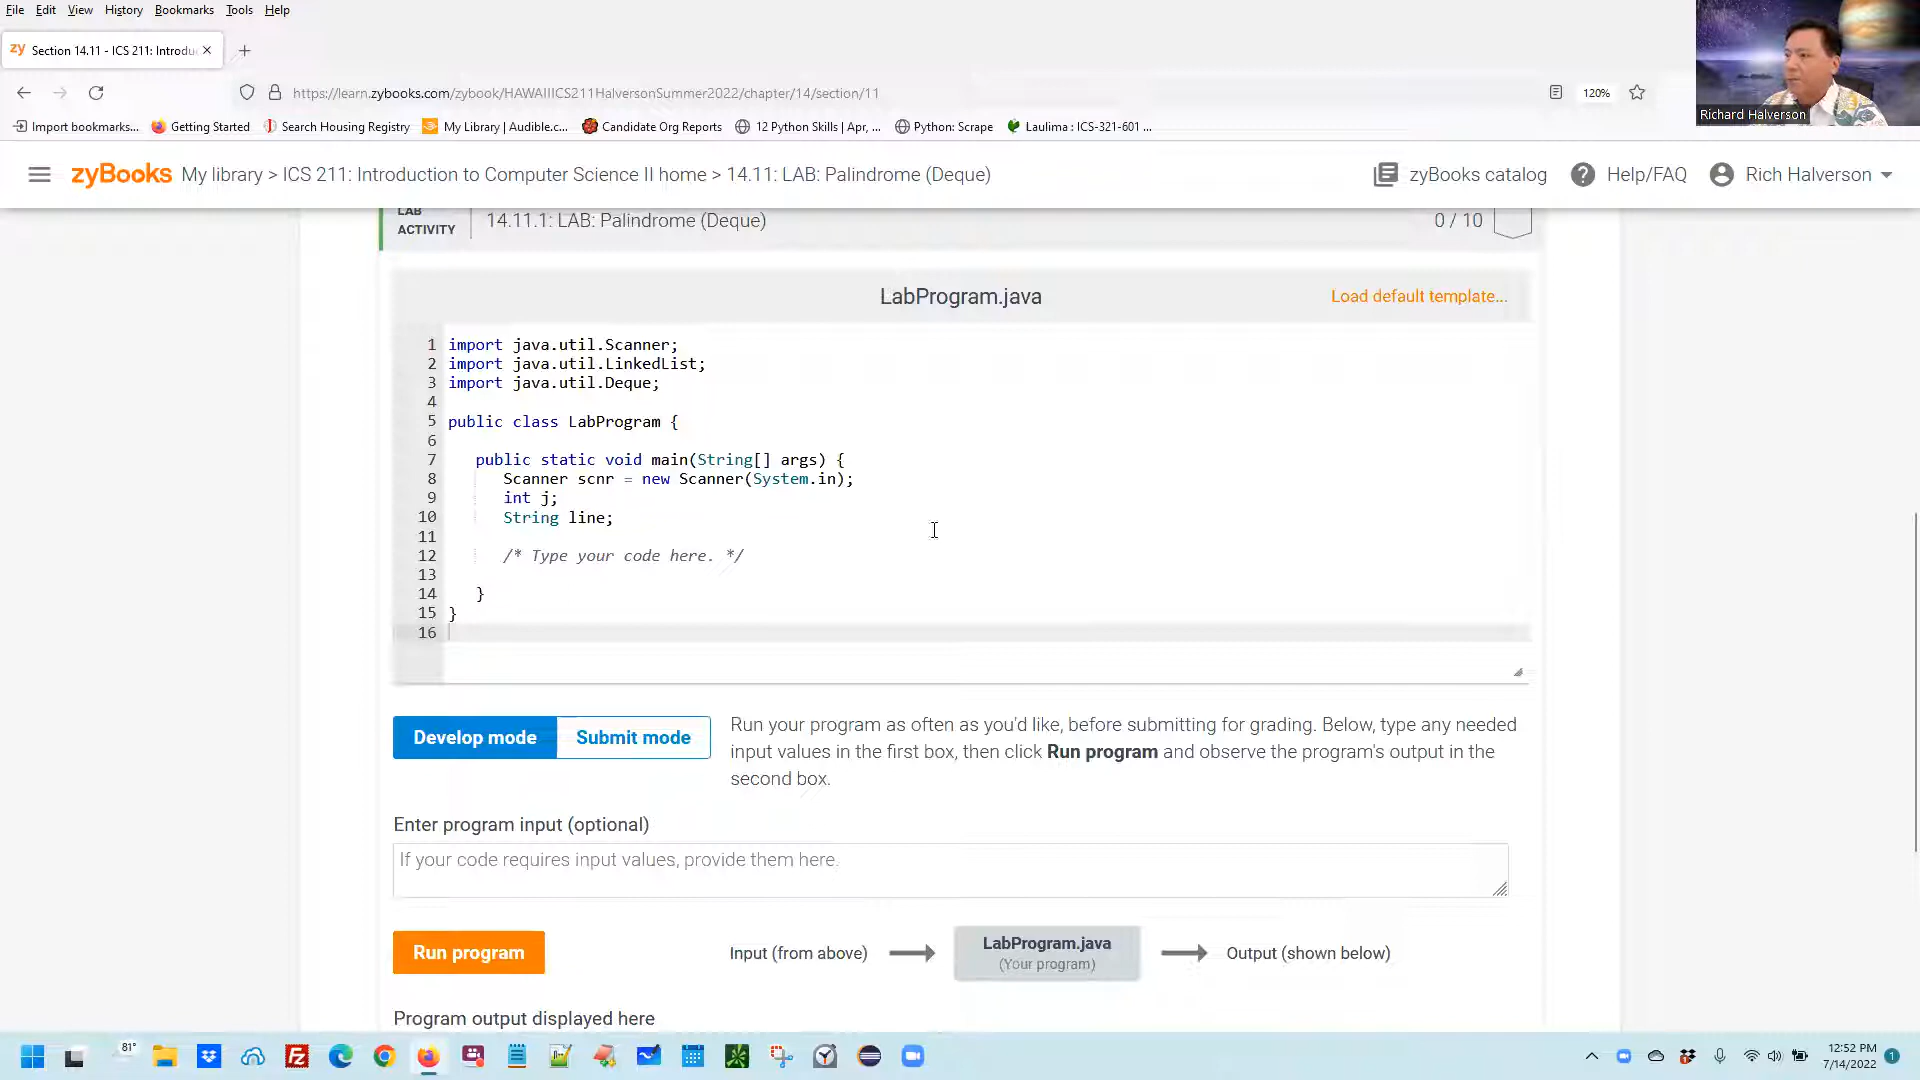 File Edit View History Bookmarks Tools Help
zy Section 14.11 - ICS 211: Introdu
https://learn.zybooks.com/zybook/HAWAIIICS211HalversonSummer2022/chapter/14/section/11
120%
Richard Halverson
Import bookmarks... Getting Started Search Housing Registry My Library | Audible.c... Candidate Org Reports 12 Python Skills | Apr, ... Python: Scrape Laulima : ICS-321-601 ...
zyBooks My library > ICS 211: Introduction to Computer Science II home > 14.11: LAB: Palindrome (Deque)
zyBooks catalog Help/FAQ Rich Halverson
LAB
ACTIVITY
14.11.1: LAB: Palindrome (Deque)
0 / 10
LabProgram.java
Load default template...
1 import java.util.Scanner;
2 import java.util.LinkedList;
3 import java.util.Deque;
4
5 public class LabProgram {
6
7 public static void main(String[] args) {
8 Scanner scnr = new Scanner(System.in);
9 int j;
10 String line;
11
12 /* Type your code here. */
13
14 }
15 }
16
Develop mode Submit mode
Run your program as often as you'd like, before submitting for grading. Below, type any needed
input values in the first box, then click Run program and observe the program's output in the
second box.
Enter program input (optional)
If your code requires input values, provide them here.
Run program
Input (from above)
LabProgram.java
(Your program)
Output (shown below)
Program output displayed here
81°
12:52 PM
7/14/2022
1